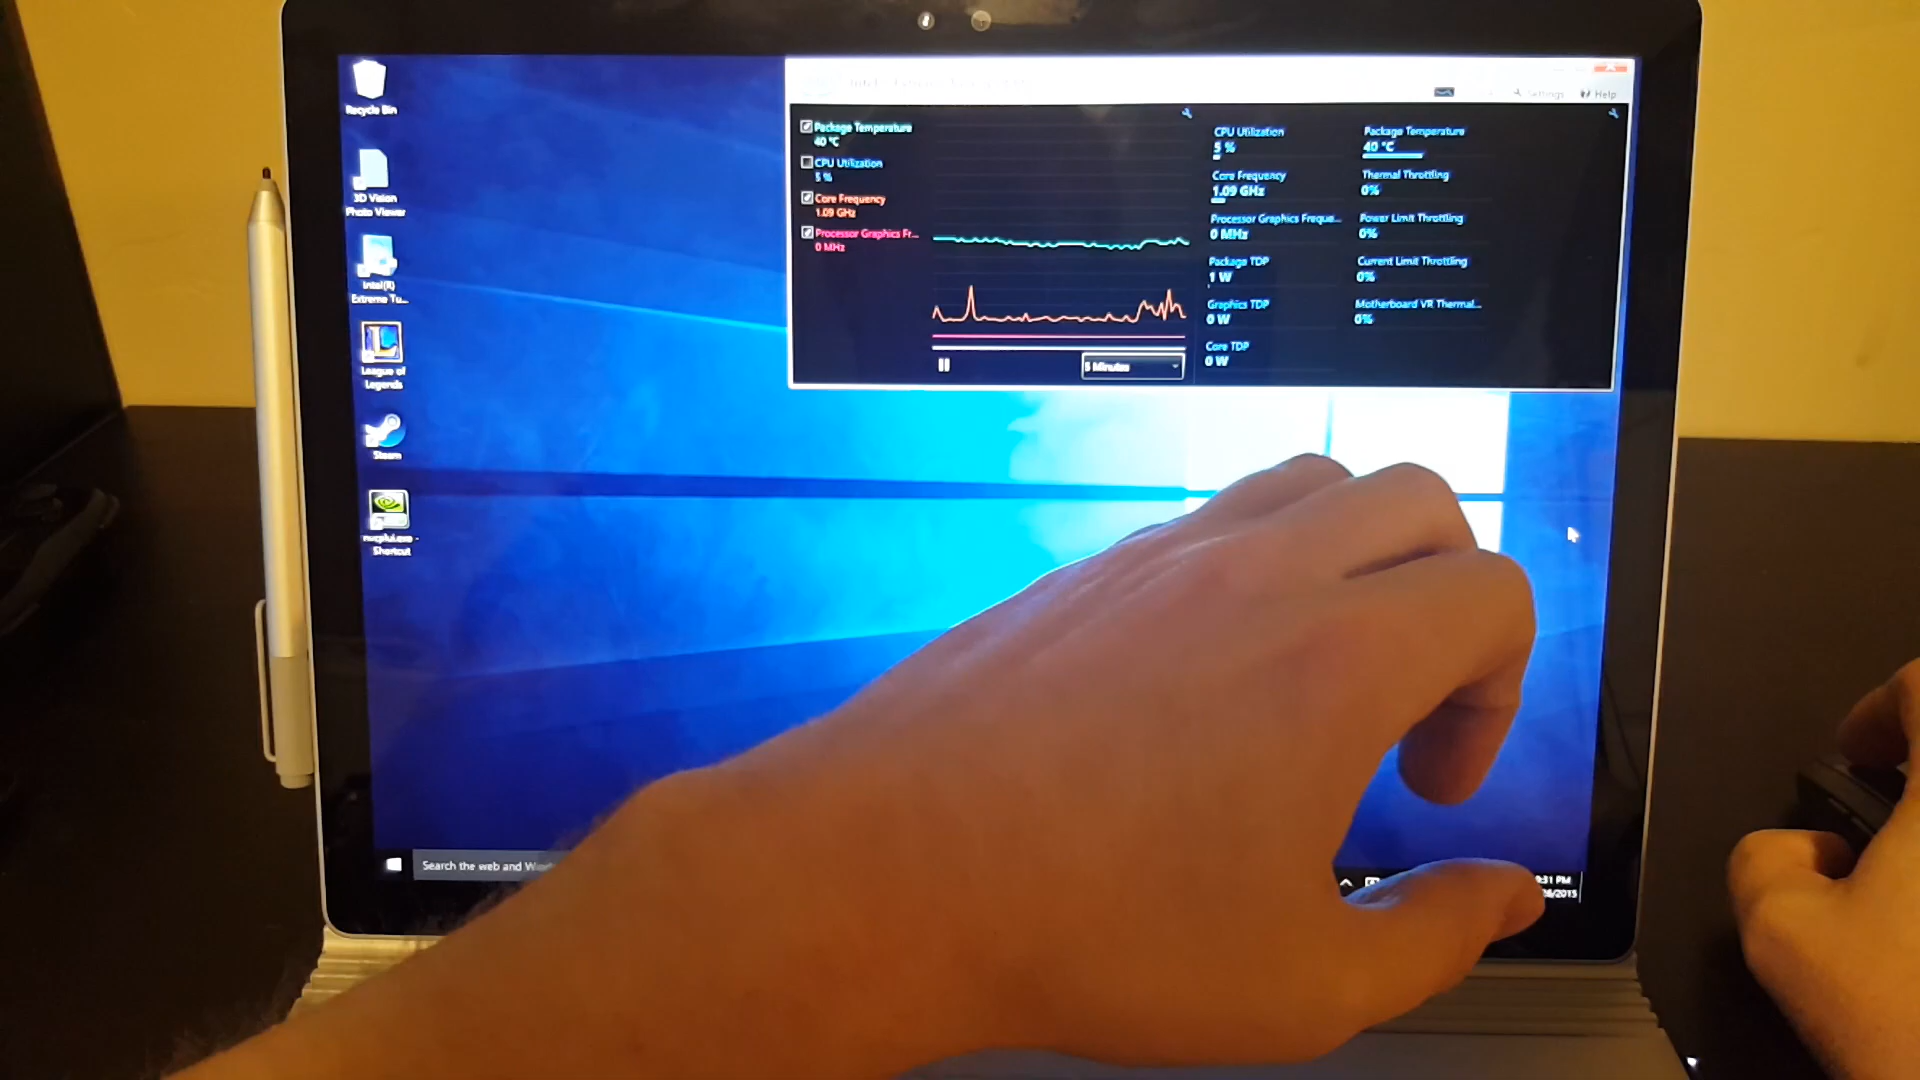 Recycle Bin
3D Vision
Photo Viewer
Intel(R)
Extreme Tu...
League of
Legends
Steam
Shortcut
Settings
Help
Package Temperature
40 °C
CPU Utilization
5 %
Core Frequency
1.09 GHz
Processor Graphics Fr...
0 MHz
5 Minutes
CPU Utilization
5 %
Core Frequency
1.09 GHz
Processor Graphics Freque...
0 MHz
Package TDP
1 W
Graphics TDP
0 W
Core TDP
0 W
Package Temperature
40 °C
Thermal Throttling
0%
Power Limit Throttling
0%
Current Limit Throttling
0%
Motherboard VR Thermal...
0%
Search the web and
:31 PM
/2015